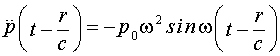 p̈(t − r/c) = −p₀ω² sin ω(t − r/c)